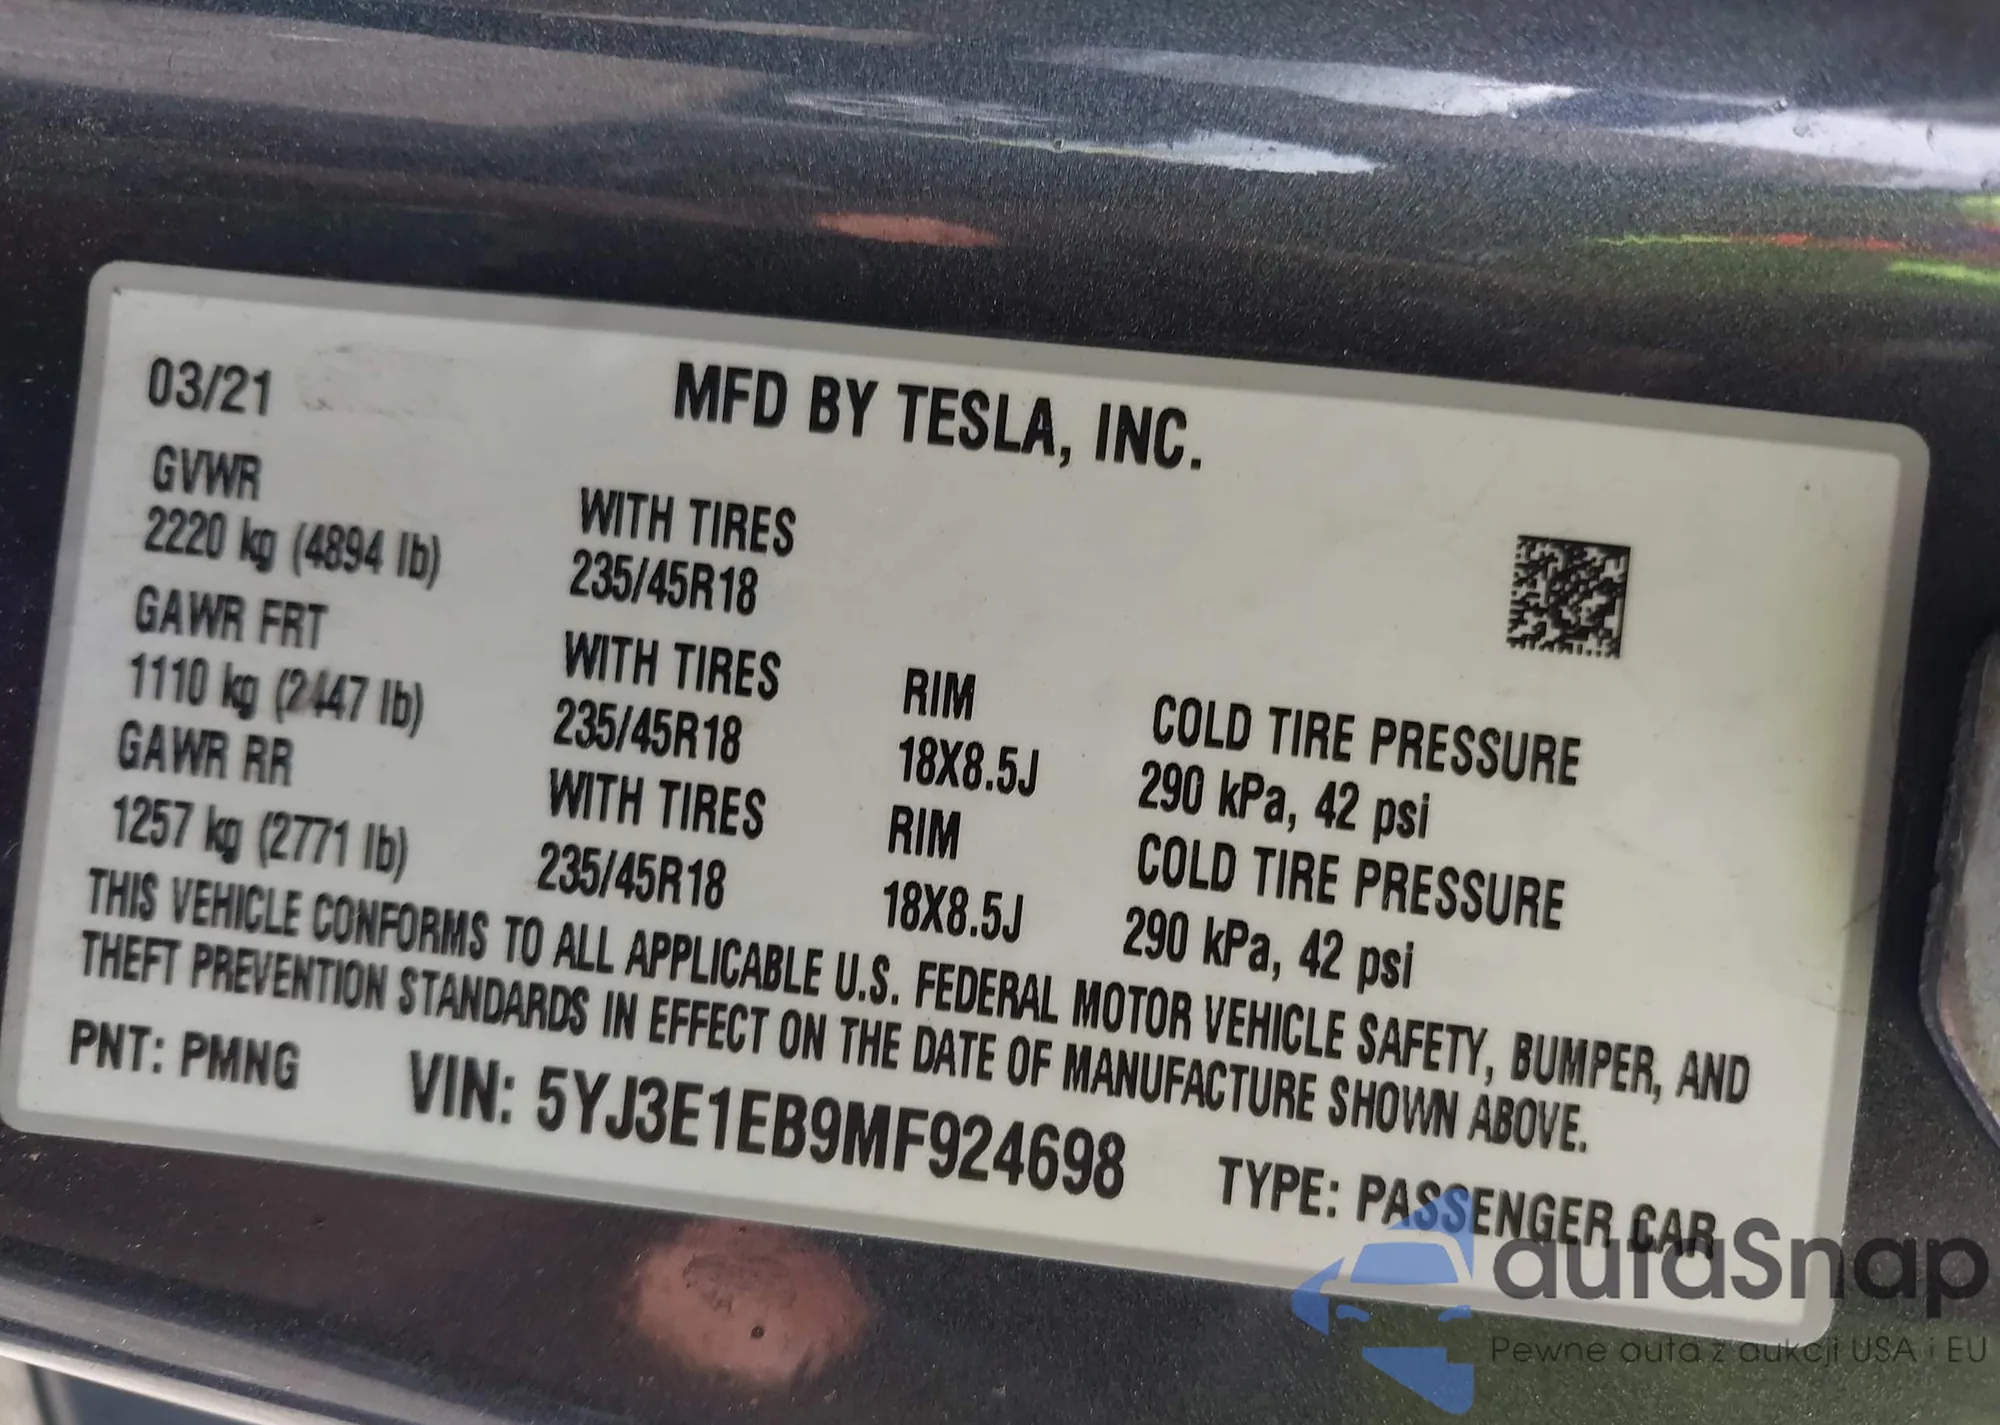 03/21 MFD BY TESLA, INC.
GVWR WITH TIRES
2220 kg (4894 lb) 235/45R18
GAWR FRT WITH TIRES RIM COLD TIRE PRESSURE
1110 kg (2447 lb) 235/45R18 18X8.5J 290 kPa, 42 psi
GAWR RR WITH TIRES RIM COLD TIRE PRESSURE
1257 kg (2771 lb) 235/45R18 18X8.5J 290 kPa, 42 psi
THIS VEHICLE CONFORMS TO ALL APPLICABLE U.S. FEDERAL MOTOR VEHICLE SAFETY, BUMPER, AND
THEFT PREVENTION STANDARDS IN EFFECT ON THE DATE OF MANUFACTURE SHOWN ABOVE.
PNT: PMNG VIN: 5YJ3E1EB9MF924698 TYPE: PASSENGER CAR
autaSnap
Pewne auta z aukcji USA i EU